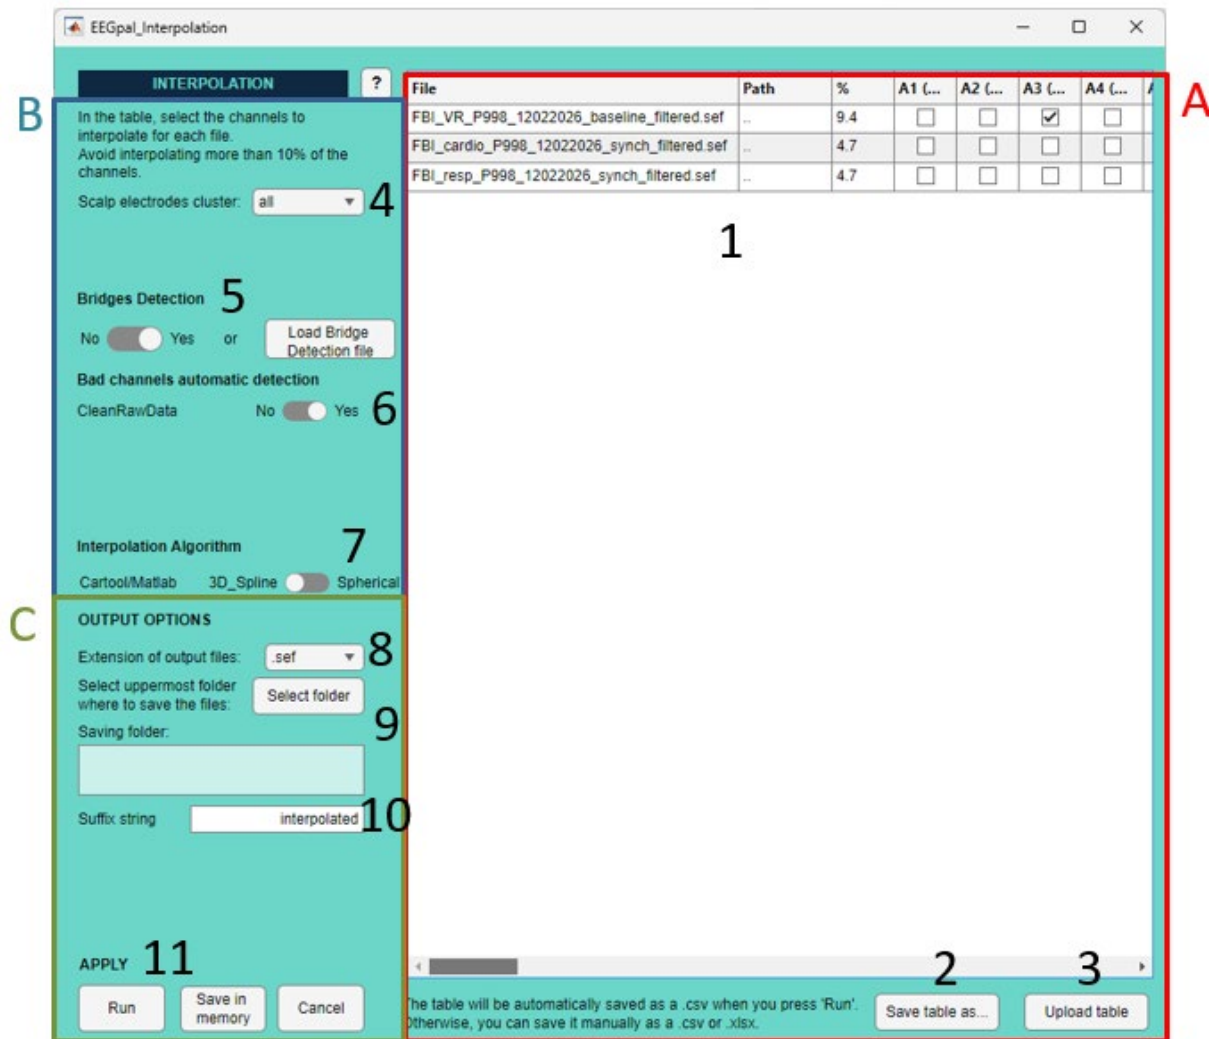 EEGpal_Interpolation
INTERPOLATION
?
B
In the table, select the channels to
interpolate for each file.
Avoid interpolating more than 10% of the
channels.
Scalp electrodes cluster: all 4
Bridges Detection 5
No Yes or Load Bridge
Detection file
Bad channels automatic detection
CleanRawData No Yes 6
Interpolation Algorithm 7
Cartool/Matlab 3D_Spline Spherical
C
OUTPUT OPTIONS
Extension of output files: .sef 8
Select uppermost folder
where to save the files: Select folder
9
Saving folder:
Suffix string interpolated 10
APPLY 11
Run Save in
memory Cancel
A
File Path % A1 (... A2 (... A3 (... A4 (...
FBI_VR_P998_12022026_baseline_filtered.sef .. 9.4
FBI_cardio_P998_12022026_synch_filtered.sef .. 4.7
FBI_resp_P998_12022026_synch_filtered.sef .. 4.7
1
2 3
The table will be automatically saved as a .csv when you press 'Run'.
Otherwise, you can save it manually as a .csv or .xlsx.
Save table as... Upload table